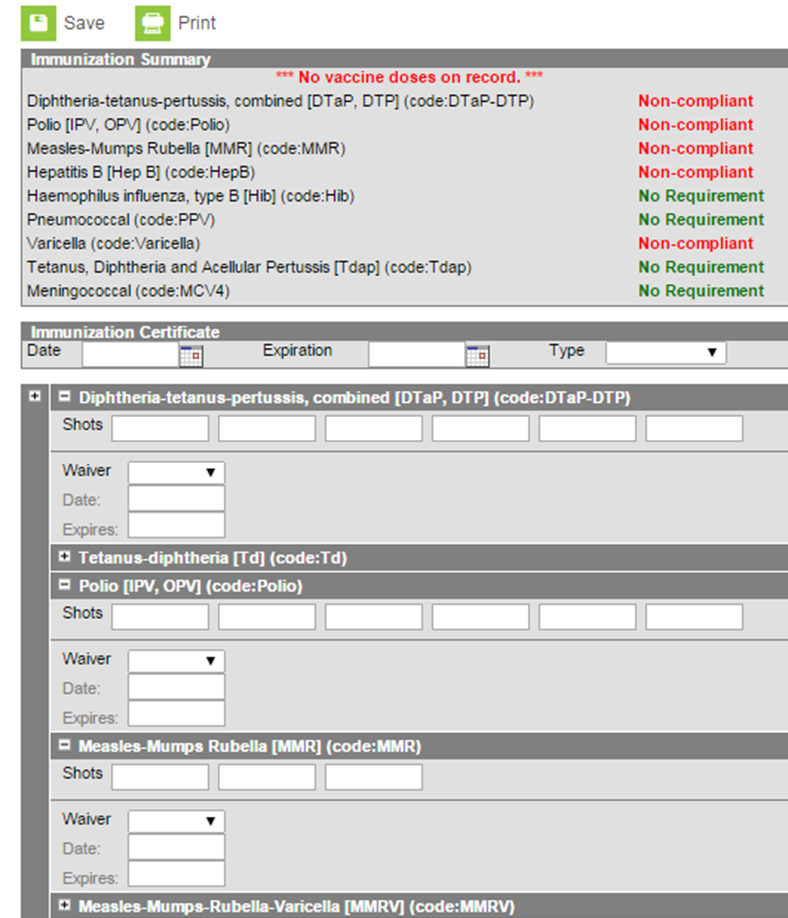 Save Print
Immunization Summary
*** No vaccine doses on record. ***
Diphtheria-tetanus-pertussis, combined [DTaP, DTP] (code:DTaP-DTP) Non-compliant
Polio [IPV, OPV] (code:Polio) Non-compliant
Measles-Mumps Rubella [MMR] (code:MMR) Non-compliant
Hepatitis B [Hep B] (code:HepB) Non-compliant
Haemophilus influenza, type B [Hib] (code:Hib) No Requirement
Pneumococcal (code:PPV) No Requirement
Varicella (code:Varicella) Non-compliant
Tetanus, Diphtheria and Acellular Pertussis [Tdap] (code:Tdap) No Requirement
Meningococcal (code:MCV4) No Requirement
Immunization Certificate
Date Expiration Type
Diphtheria-tetanus-pertussis, combined [DTaP, DTP] (code:DTaP-DTP)
Shots
Waiver
Date:
Expires:
Tetanus-diphtheria [Td] (code:Td)
Polio [IPV, OPV] (code:Polio)
Shots
Waiver
Date:
Expires:
Measles-Mumps Rubella [MMR] (code:MMR)
Shots
Waiver
Date:
Expires:
Measles-Mumps-Rubella-Varicella [MMRV] (code:MMRV)